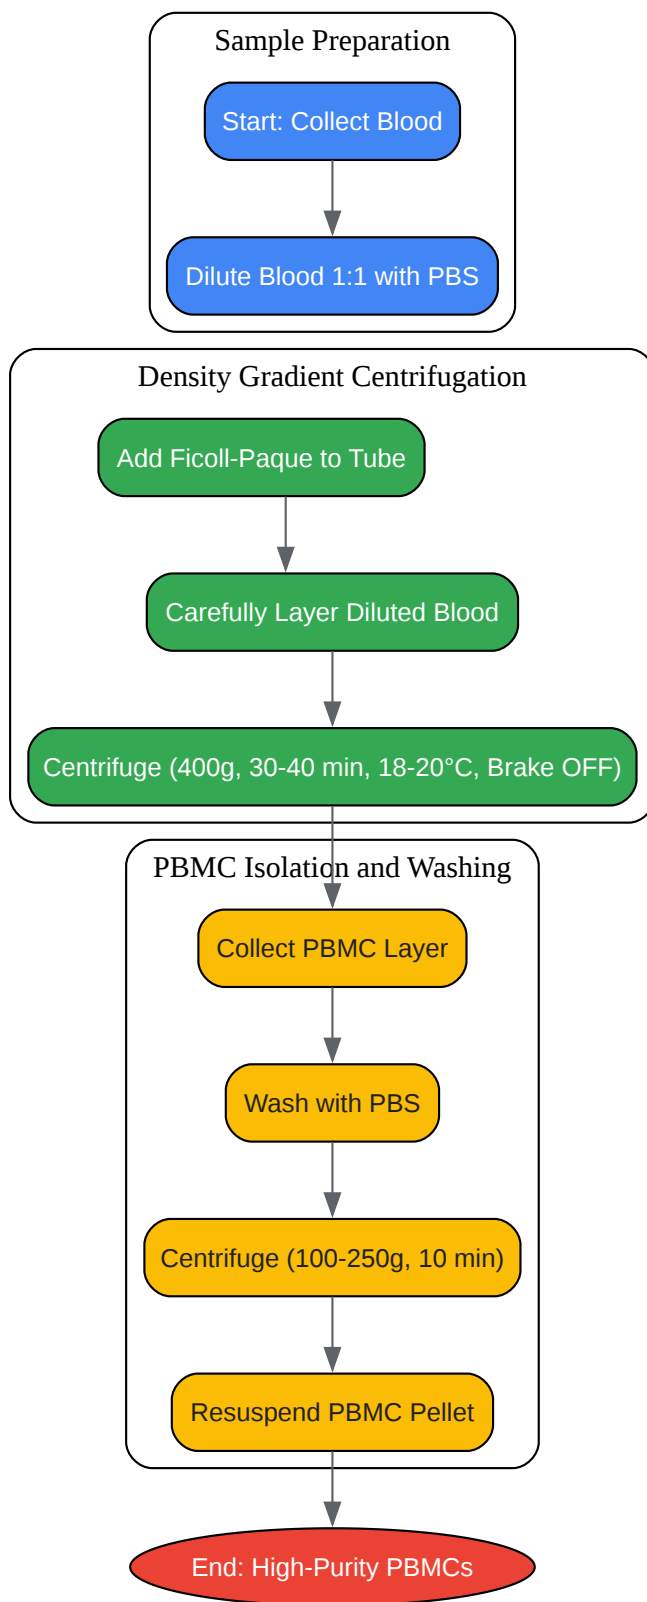 Sample Preparation
Start: Collect Blood
Dilute Blood 1:1 with PBS
Density Gradient Centrifugation
Add Ficoll-Paque to Tube
Carefully Layer Diluted Blood
Centrifuge (400g, 30-40 min, 18-20°C, Brake OFF)
PBMC Isolation and Washing
Collect PBMC Layer
Wash with PBS
Centrifuge (100-250g, 10 min)
Resuspend PBMC Pellet
End: High-Purity PBMCs